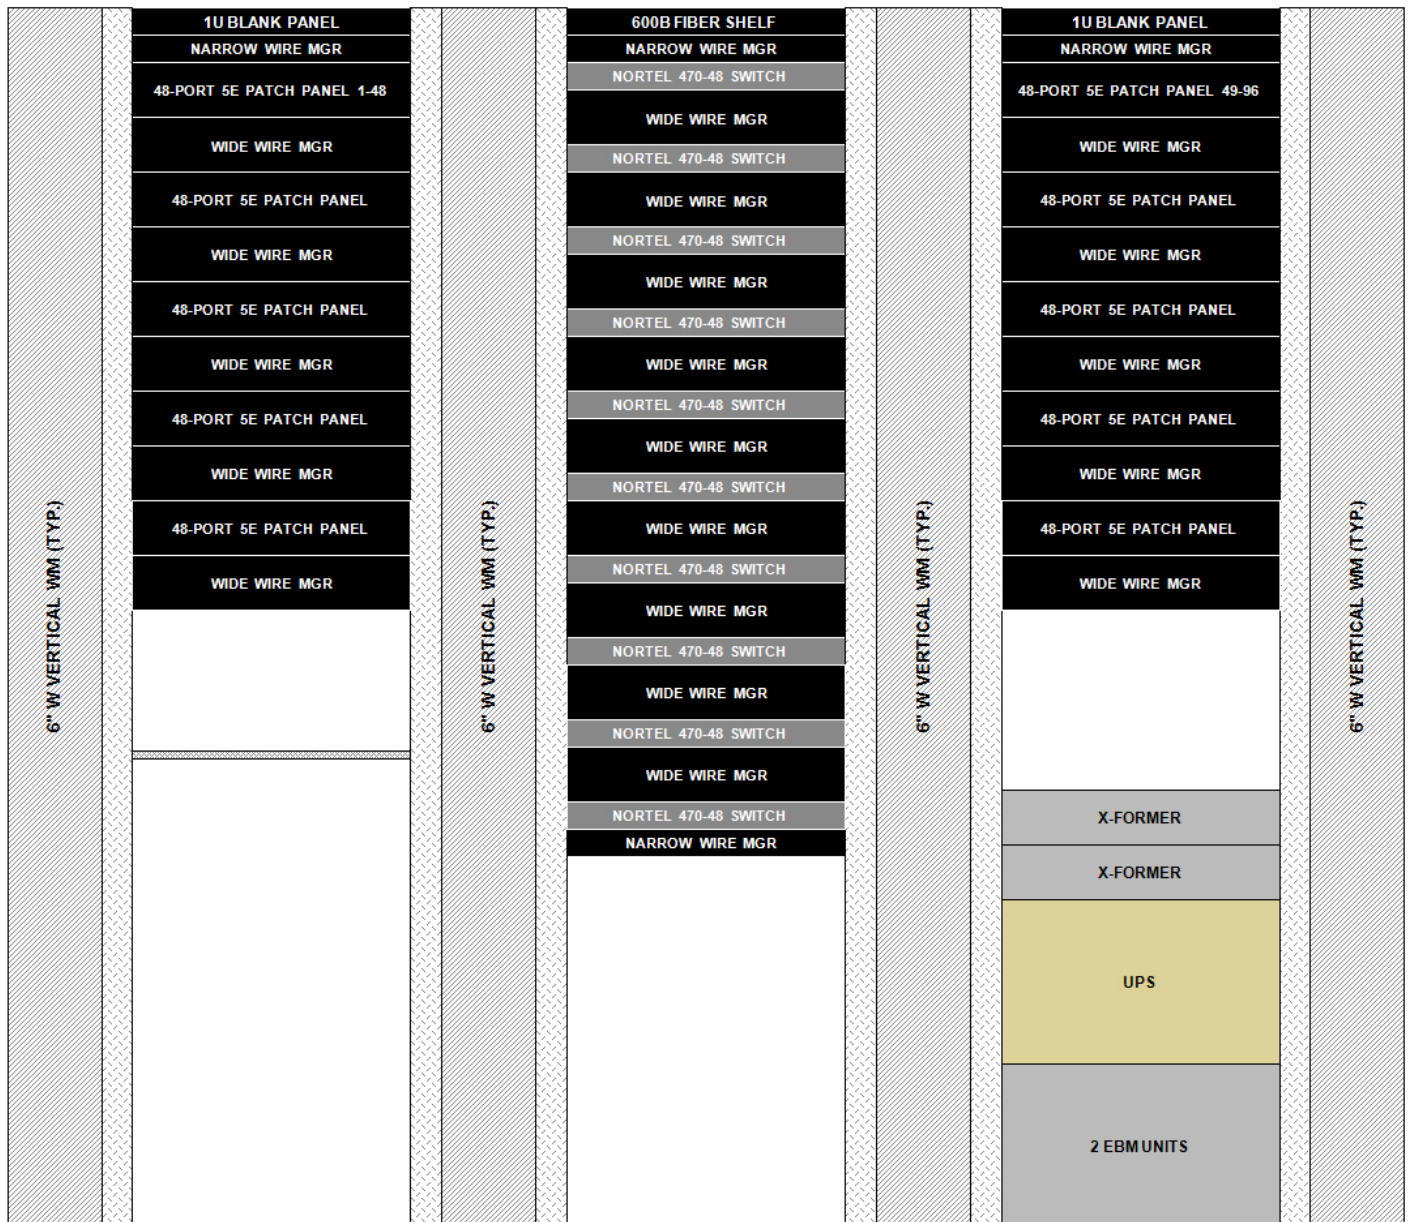 1U BLANK PANEL
NARROW WIRE MGR
48-PORT 5E PATCH PANEL 1-48
WIDE WIRE MGR
48-PORT 5E PATCH PANEL
WIDE WIRE MGR
48-PORT 5E PATCH PANEL
WIDE WIRE MGR
48-PORT 5E PATCH PANEL
WIDE WIRE MGR
48-PORT 5E PATCH PANEL
WIDE WIRE MGR
6" W VERTICAL WM (TYP.)
6" W VERTICAL WM (TYP.)
600B FIBER SHELF
NARROW WIRE MGR
NORTEL 470-48 SWITCH
WIDE WIRE MGR
NORTEL 470-48 SWITCH
WIDE WIRE MGR
NORTEL 470-48 SWITCH
WIDE WIRE MGR
NORTEL 470-48 SWITCH
WIDE WIRE MGR
NORTEL 470-48 SWITCH
WIDE WIRE MGR
NORTEL 470-48 SWITCH
WIDE WIRE MGR
NORTEL 470-48 SWITCH
WIDE WIRE MGR
NORTEL 470-48 SWITCH
WIDE WIRE MGR
NORTEL 470-48 SWITCH
WIDE WIRE MGR
NORTEL 470-48 SWITCH
NARROW WIRE MGR
6" W VERTICAL WM (TYP.)
1U BLANK PANEL
NARROW WIRE MGR
48-PORT 5E PATCH PANEL 49-96
WIDE WIRE MGR
48-PORT 5E PATCH PANEL
WIDE WIRE MGR
48-PORT 5E PATCH PANEL
WIDE WIRE MGR
48-PORT 5E PATCH PANEL
WIDE WIRE MGR
48-PORT 5E PATCH PANEL
WIDE WIRE MGR
X-FORMER
X-FORMER
UPS
2 EBM UNITS
6" W VERTICAL WM (TYP.)